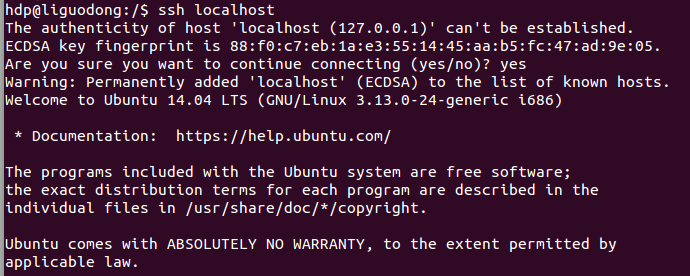 hdp@liguodong:/$ ssh localhost
The authenticity of host 'localhost (127.0.0.1)' can't be established.
ECDSA key fingerprint is 88:f0:c7:eb:1a:e3:55:14:45:aa:b5:fc:47:ad:9e:05.
Are you sure you want to continue connecting (yes/no)? yes
Warning: Permanently added 'localhost' (ECDSA) to the list of known hosts.
Welcome to Ubuntu 14.04 LTS (GNU/Linux 3.13.0-24-generic i686)
* Documentation:  https://help.ubuntu.com/
The programs included with the Ubuntu system are free software;
the exact distribution terms for each program are described in the
individual files in /usr/share/doc/*/copyright.
Ubuntu comes with ABSOLUTELY NO WARRANTY, to the extent permitted by
applicable law.